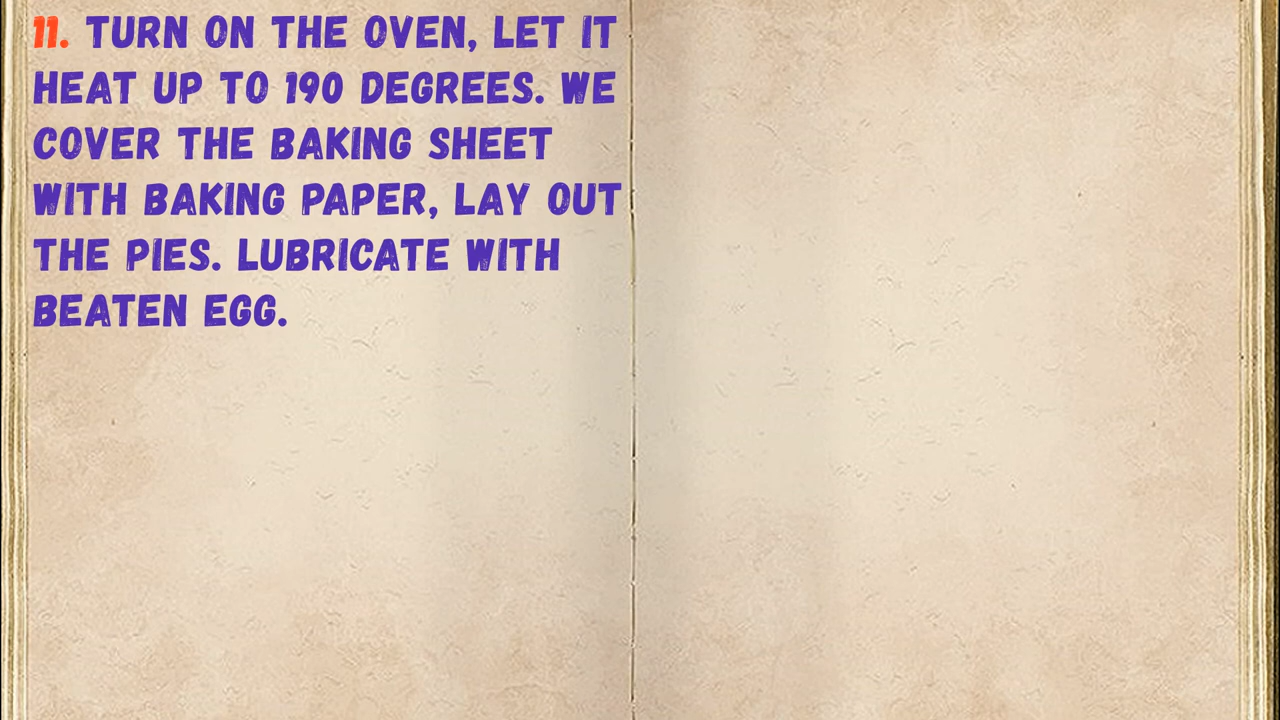 11. TURN ON THE OVEN, LET IT
HEAT UP TO 190 DEGREES. WE
COVER THE BAKING SHEET
WITH BAKING PAPER, LAY OUT
THE PIES. LUBRICATE WITH
BEATEN EGG.